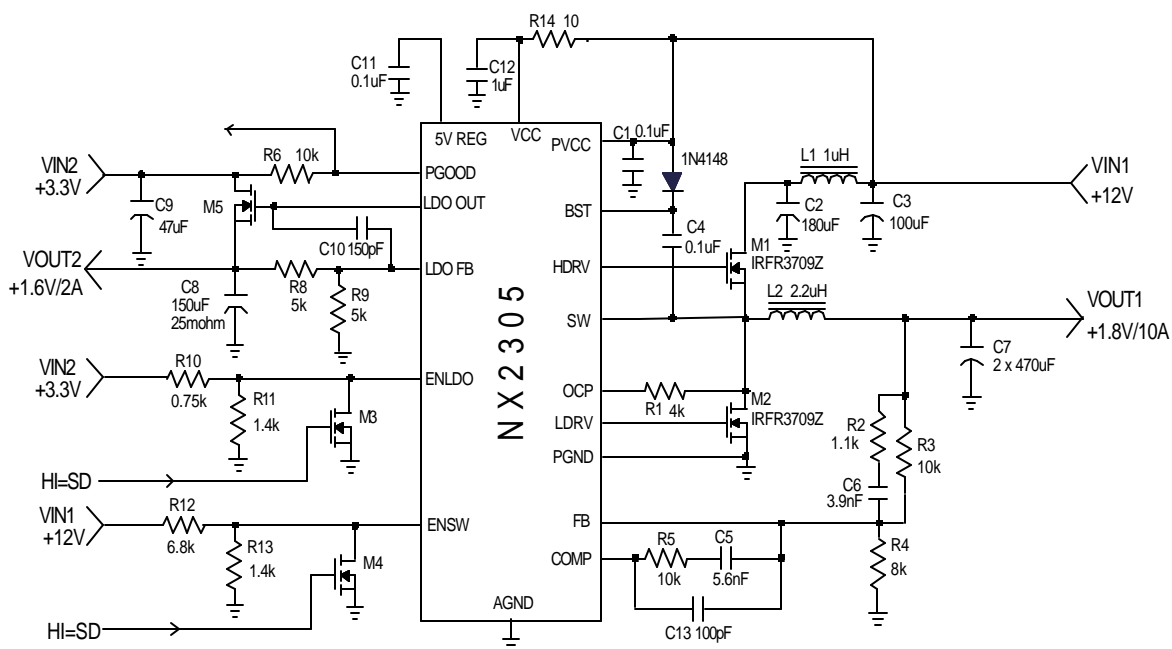 R14 10
C11
0.1uF
C12
1uF
5V REG
VCC
C1 0.1uF
PVCC
1N4148
L1 1uH
VIN1
+12V
VIN2
+3.3V
R6 10k
PGOOD
M5
LDO OUT
BST
C2
180uF
C3
100uF
C9
47uF
C10 150pF
C4
0.1uF
M1
IRFR3709Z
HDRV
VOUT2
+1.6V/2A
LDO FB
R8
5k
R9
5k
C8
150uF
25mohm
NX2305
L2 2.2uH
SW
VOUT1
+1.8V/10A
C7
2 x 470uF
VIN2
+3.3V
R10
0.75k
ENLDO
R11
1.4k
M3
OCP
R1 4k
M2
IRFR3709Z
LDRV
PGND
R2
1.1k
R3
10k
C6
3.9nF
HI=SD
VIN1
+12V
R12
6.8k
ENSW
R13
1.4k
M4
FB
COMP
R5
10k
C5
5.6nF
R4
8k
C13 100pF
AGND
HI=SD